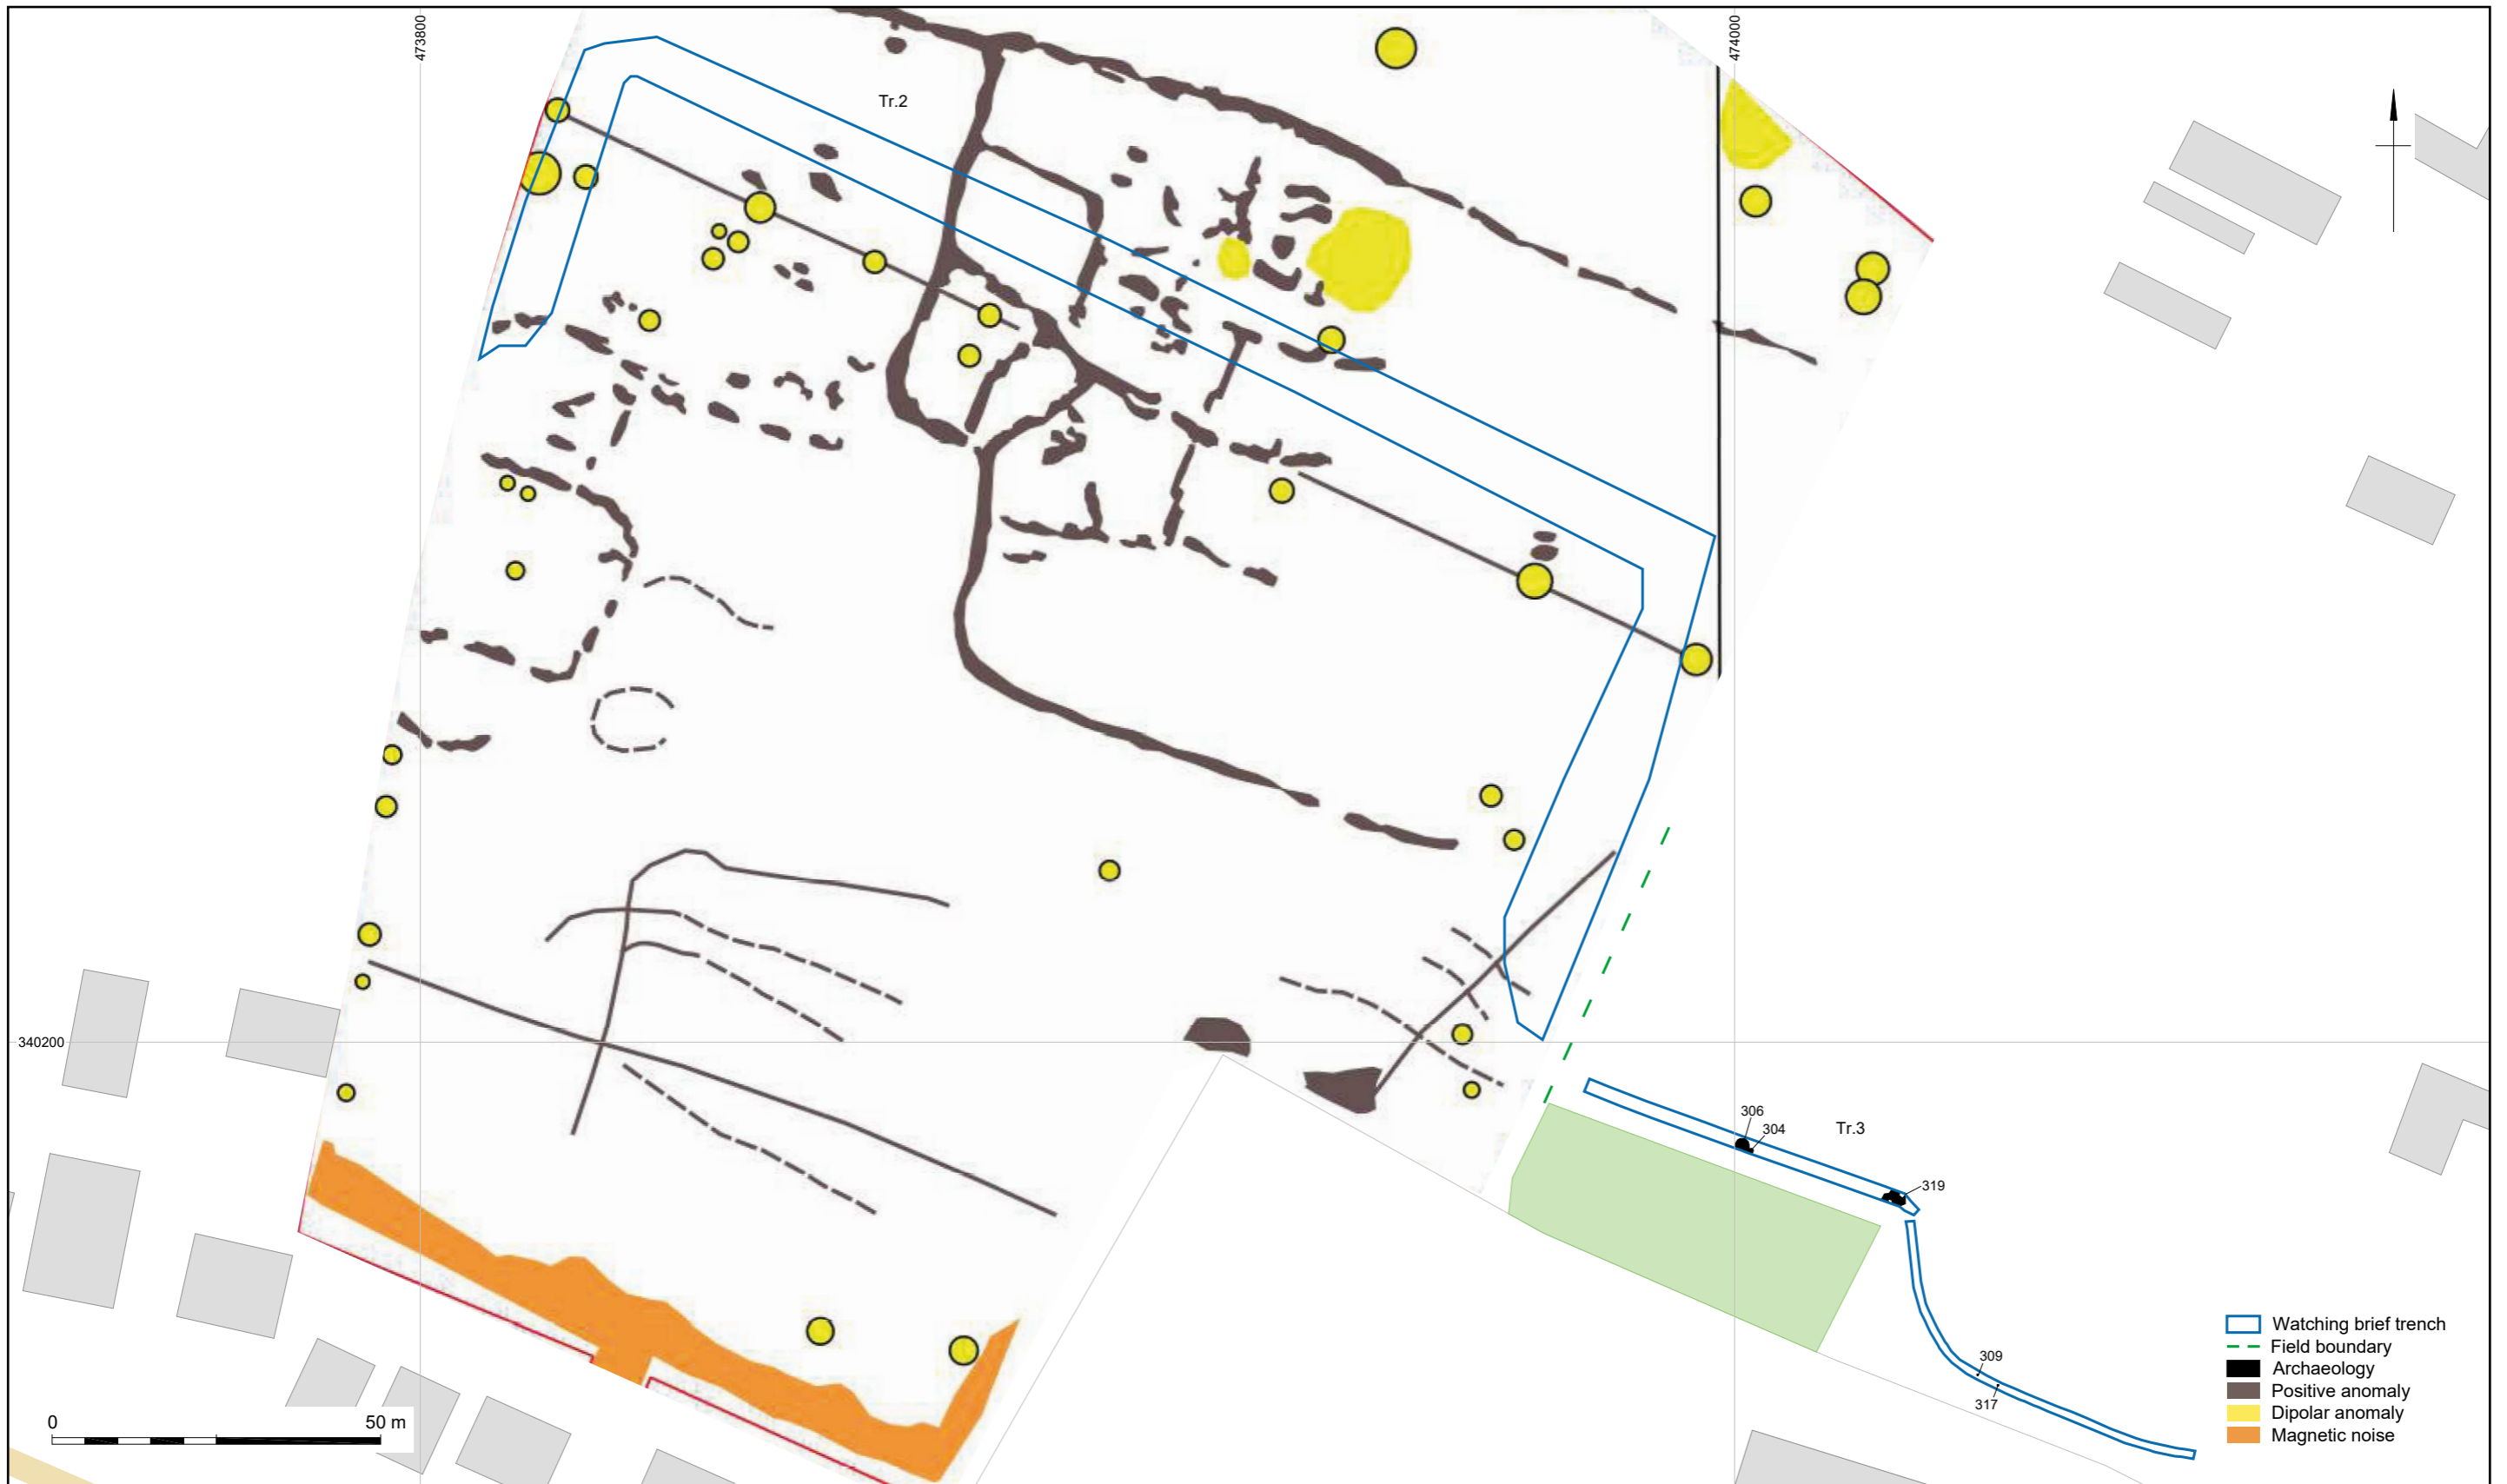 473800
474000
Tr.2
340200
306
304
Tr.3
319
309
317
Watching brief trench
Field boundary
Archaeology
Positive anomaly
Dipolar anomaly
Magnetic noise
0 50 m